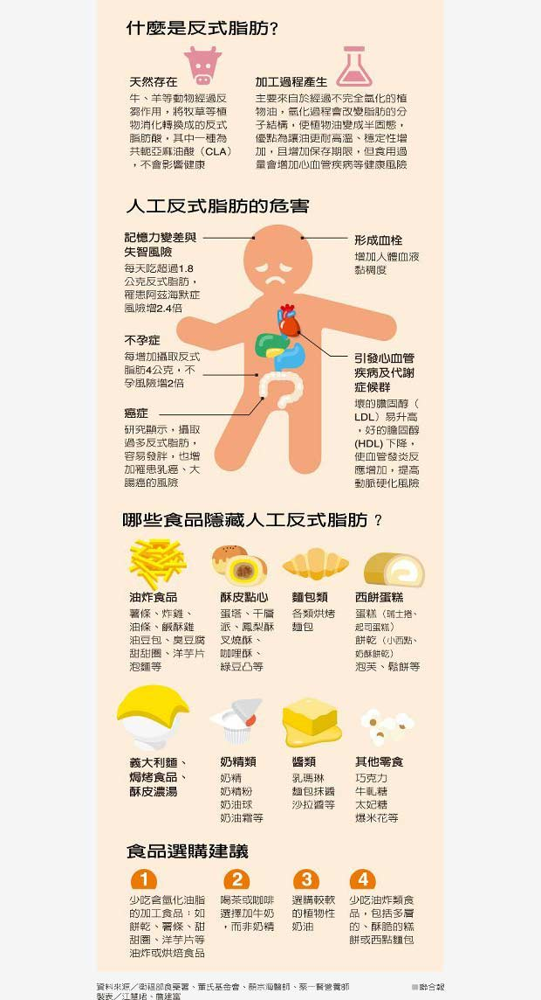 什麼是反式脂肪?
天然存在
牛、羊等動物經過反
芻作用，將牧草等植
物消化轉換成的反式
脂肪酸，其中一種為
共軛亞麻油酸（CLA）
，不會影響健康
加工過程產生
主要來自於經過不完全氫化的植
物油，氫化過程會改變脂肪的分
子結構，使植物油變成半固態，
優點為讓油更耐高溫、穩定性增
加，且增加保存期限，但食用過
量會增加心血管疾病等健康風險
人工反式脂肪的危害
記憶力變差與
失智風險
每天吃超過1.8
公克反式脂肪，
罹患阿茲海默症
風險增2.4倍
不孕症
每增加攝取反式
脂肪4公克，不
孕風險增2倍
癌症
研究顯示，攝取
過多反式脂肪，
容易發胖，也增
加罹患乳癌、大
腸癌的風險
形成血栓
增加人體血液
黏稠度
引發心血管
疾病及代謝
症候群
壞的膽固醇（
LDL）易升高
，好的膽固醇
(HDL) 下降，
使血管發炎反
應增加，提高
動脈硬化風險
哪些食品隱藏人工反式脂肪？
油炸食品
薯條、炸雞、
油條、鹹酥雞
油豆包、臭豆腐
甜甜圈、洋芋片
泡麵等
酥皮點心
蛋塔、千層
派、鳳梨酥
叉燒酥、
咖哩酥、
綠豆凸等
麵包類
各類烘烤
麵包
西餅蛋糕
蛋糕（瑞士捲、
起司蛋糕）
餅乾（小西點、
奶酥餅乾）
泡芙、鬆餅等
義大利麵、
焗烤食品、
酥皮濃湯
奶精類
奶精
奶精粉
奶油球
奶油霜等
醬類
乳瑪琳
麵包抹醬
沙拉醬等
其他零食
巧克力
牛軋糖
太妃糖
爆米花等
食品選購建議
1
少吃含氫化油脂
的加工食品：如
餅乾、薯條、甜
甜圈、洋芋片等
油炸或烘焙食品
2
喝茶或咖啡
選擇加牛奶
，而非奶精
3
選購較軟
的植物性
奶油
4
少吃油炸類食
品，包括多層
的、酥脆的糕
餅或西點麵包
資料來源／衛福部食藥署、董氏基金會、顏宗海醫師、蔡一賢營養師
製表／江慧珺、詹建富
■聯合報